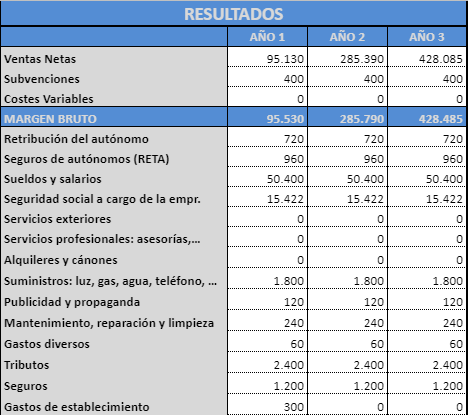 RESULTADOS
AÑO 1 AÑO 2 AÑO 3
Ventas Netas 95.130 285.390 428.085
Subvenciones 400 400 400
Costes Variables 0 0 0
MARGEN BRUTO 95.530 285.790 428.485
Retribución del autónomo 720 720 720
Seguros de autónomos (RETA) 960 960 960
Sueldos y salarios 50.400 50.400 50.400
Seguridad social a cargo de la empr. 15.422 15.422 15.422
Servicios exteriores 0 0 0
Servicios profesionales: asesorías,... 0 0 0
Alquileres y cánones 0 0 0
Suministros: luz, gas, agua, teléfono, ... 1.800 1.800 1.800
Publicidad y propaganda 120 120 120
Mantenimiento, reparación y limpieza 240 240 240
Gastos diversos 60 60 60
Tributos 2.400 2.400 2.400
Seguros 1.200 1.200 1.200
Gastos de establecimiento 300 0 0